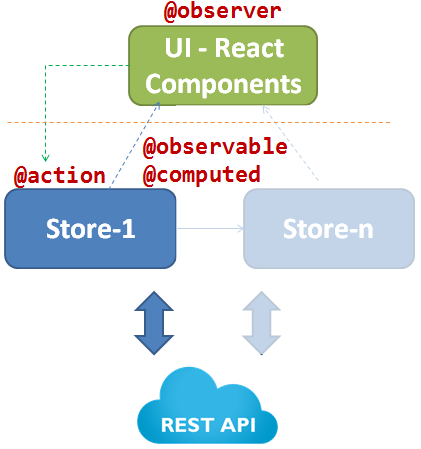 @observer
UI - React
Components
@observable
@action @computed
Store-1
Store-n
REST API